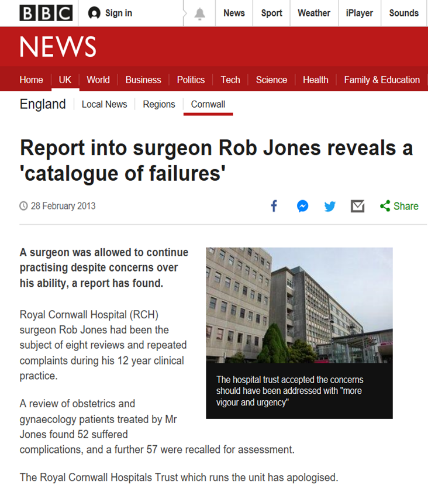 BBC Sign in News Sport Weather iPlayer Sounds
NEWS
Home UK World Business Politics Tech Science Health Family & Education
England Local News Regions Cornwall
Report into surgeon Rob Jones reveals a
'catalogue of failures'
28 February 2013
Share
A surgeon was allowed to continue
practising despite concerns over
his ability, a report has found.
Royal Cornwall Hospital (RCH)
surgeon Rob Jones had been the
subject of eight reviews and repeated
complaints during his 12 year clinical
practice.
The hospital trust accepted the concerns
should have been addressed with "more
vigour and urgency"
A review of obstetrics and
gynaecology patients treated by Mr
Jones found 52 suffered
complications, and a further 57 were recalled for assessment.
The Royal Cornwall Hospitals Trust which runs the unit has apologised.